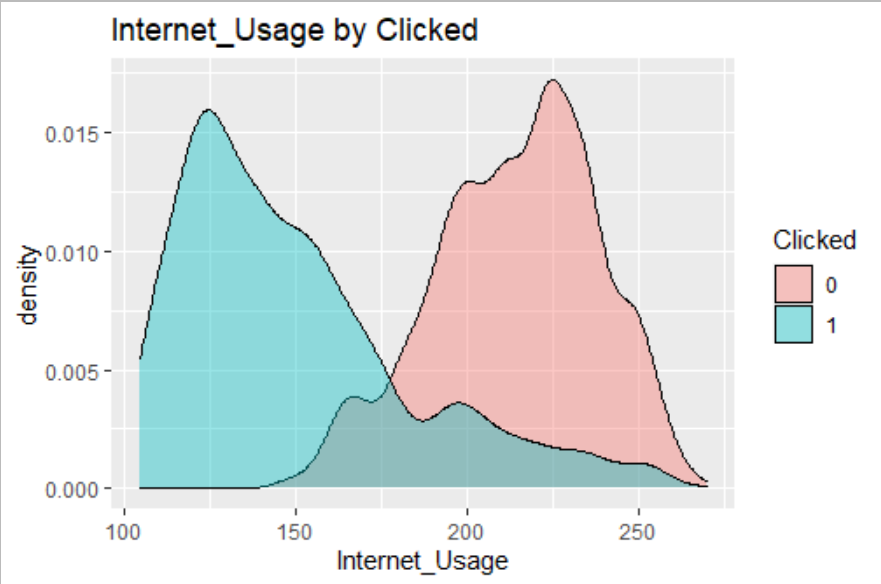 Internet_Usage by Clicked
0.015
0.010
0.005
0.000
density
100 150 200 250
Internet_Usage
Clicked
0
1